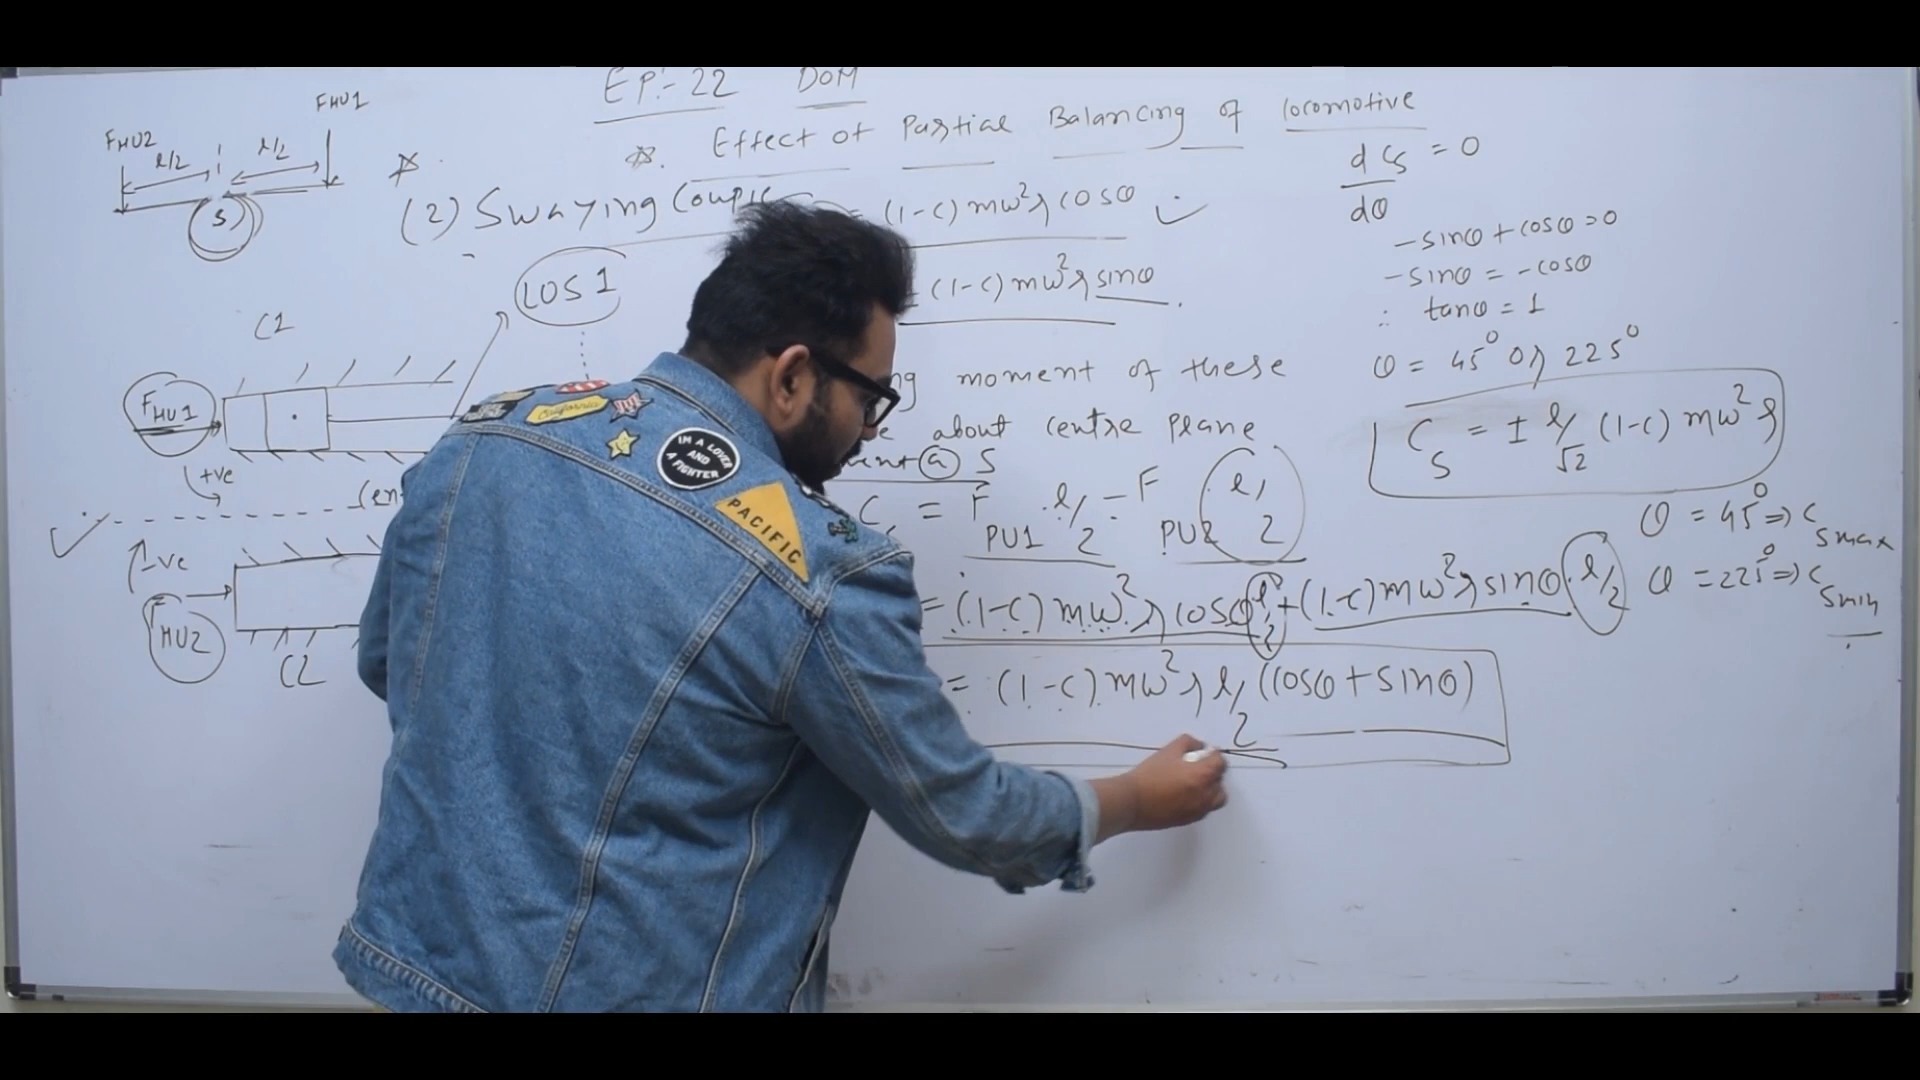 EP:-22 DOM
Effect of Partial Balancing of locomotive
FHU2 FHU1
l/2 l/2
S
(2) Swaying Couple
= (1-c) mω²r cosθ
(1-c) mω²r sinθ
LOS 1
C1
FHU1
+ve
-ve
FHU2
C2
moment of these
about centre plane
S
C = F PU1 . l/2 - F PU2 . l/2
= (1-c) mω²r cosθ l/2 + (1-c) mω²r sinθ . l/2
= (1-c) mω²r l/2 (cosθ + sinθ)
dCs/dθ = 0
-sinθ + cosθ = 0
-sinθ = -cosθ
∴ tanθ = 1
θ = 45° or 225°
Cs = ± l/√2 (1-c) mω²r
θ = 45° ⇒ Csmax
θ = 225° ⇒ Csmin
California
IM A LOVER
AND
A FIGHTER
PACIFIC